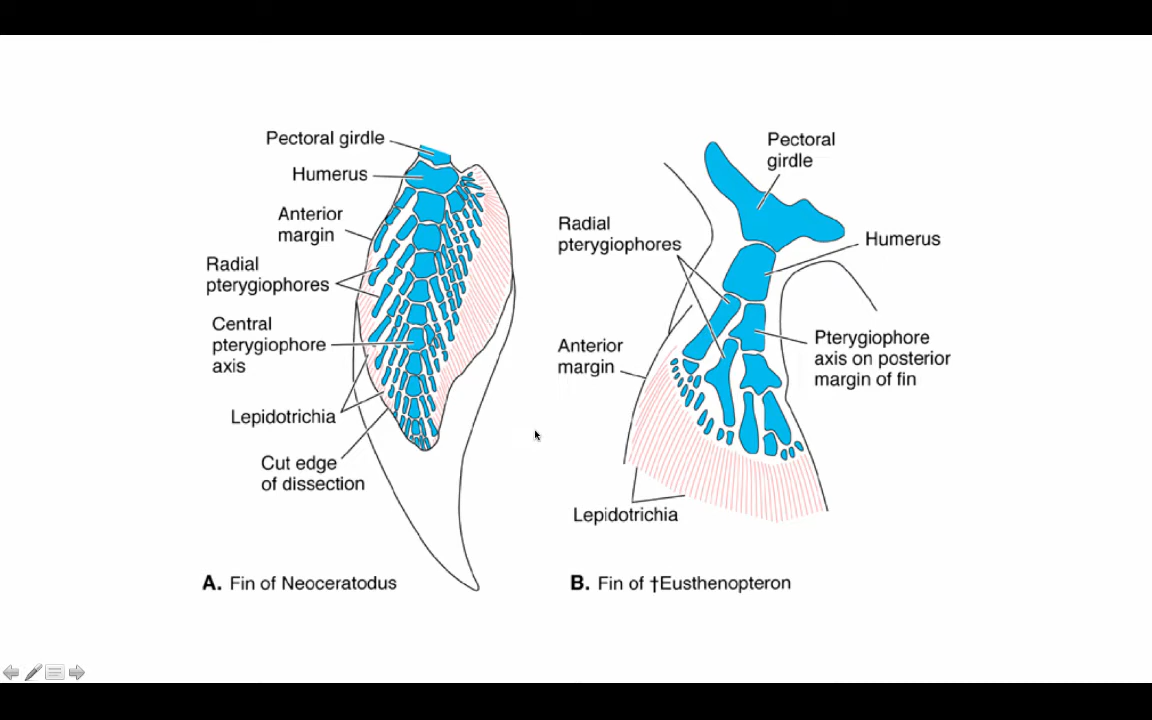 Pectoral girdle
Humerus
Anterior
margin
Radial
pterygiophores
Central
pterygiophore
axis
Lepidotrichia
Cut edge
of dissection
A. Fin of Neoceratodus
Pectoral
girdle
Radial
pterygiophores
Humerus
Anterior
margin
Pterygiophore
axis on posterior
margin of fin
Lepidotrichia
B. Fin of †Eusthenopteron